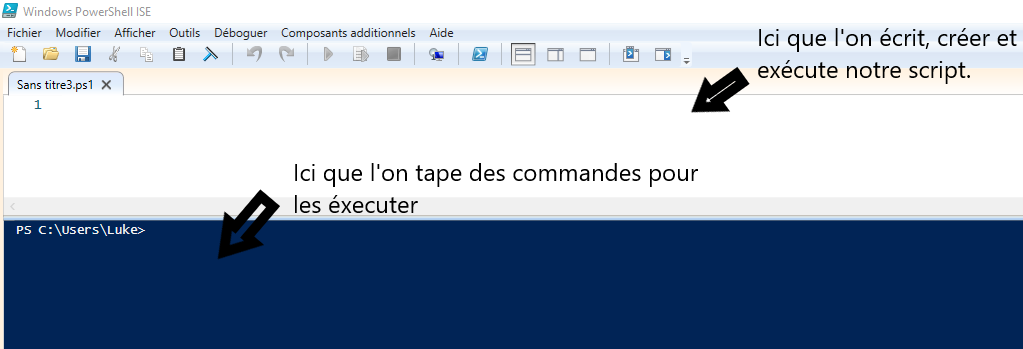 Windows PowerShell ISE
Fichier Modifier Afficher Outils Déboguer Composants additionnels Aide
Ici que l'on écrit, créer et
exécute notre script.
Sans titre3.ps1
1
Ici que l'on tape des commandes pour
les éxecuter
PS C:\Users\Luke>